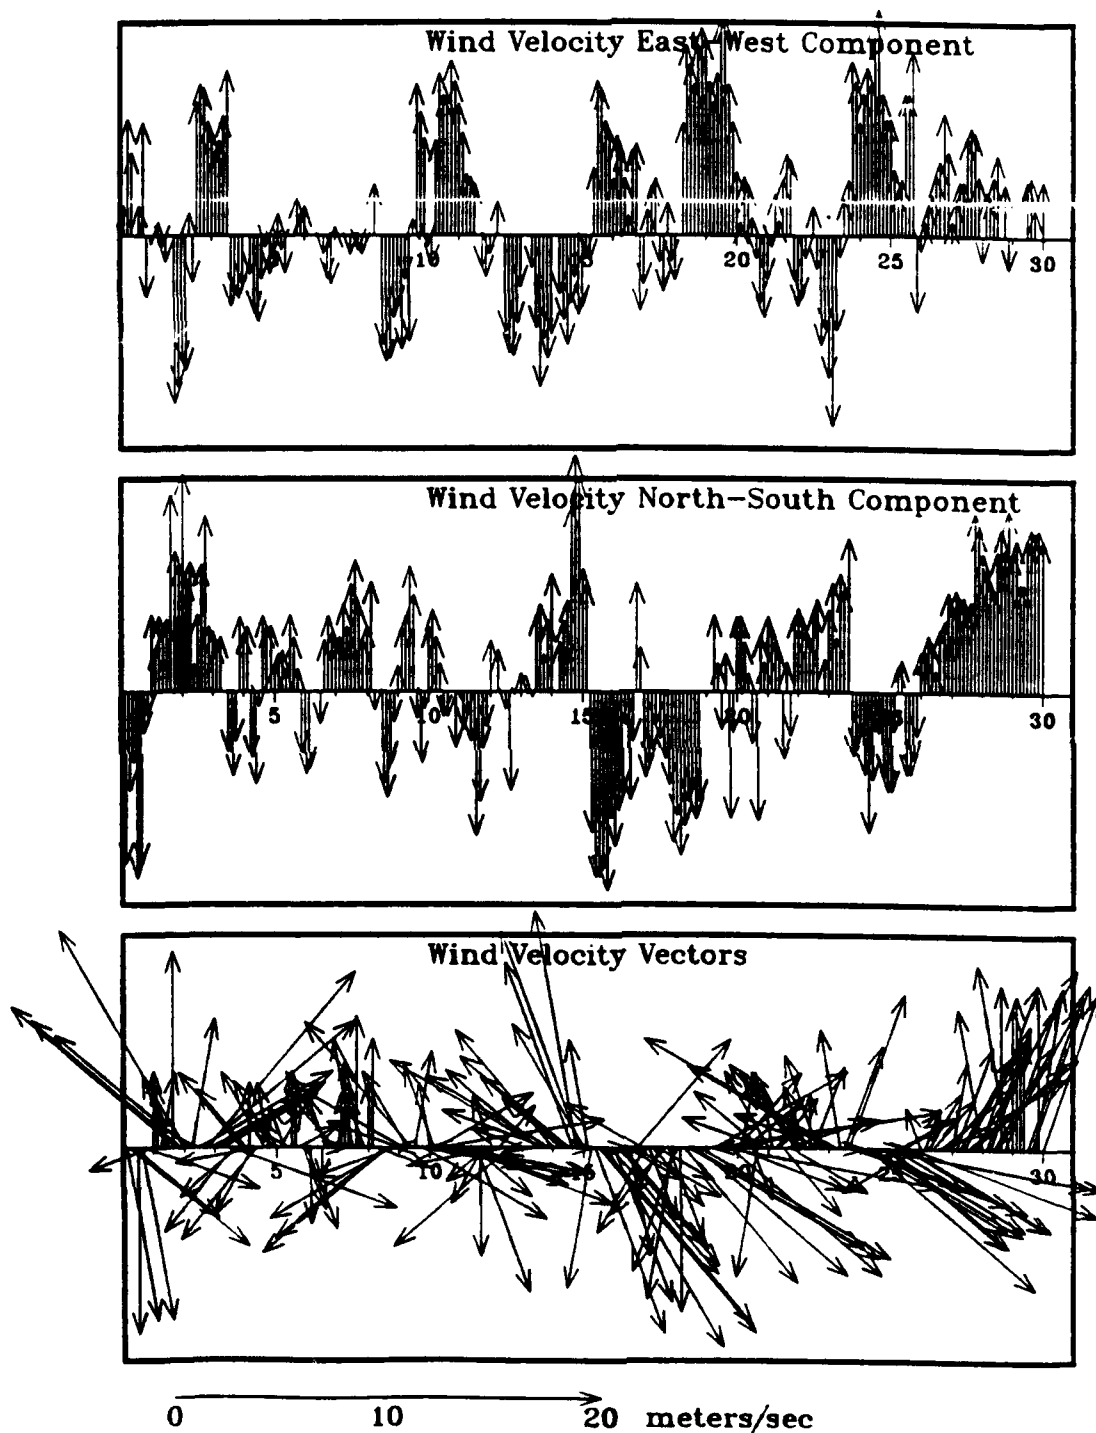 Wind Velocity East-West Component
10 20 25 30
Wind Velocity North-South Component
5 10 15 20 30
Wind Velocity Vectors
5 10 30
0 10 20 meters/sec